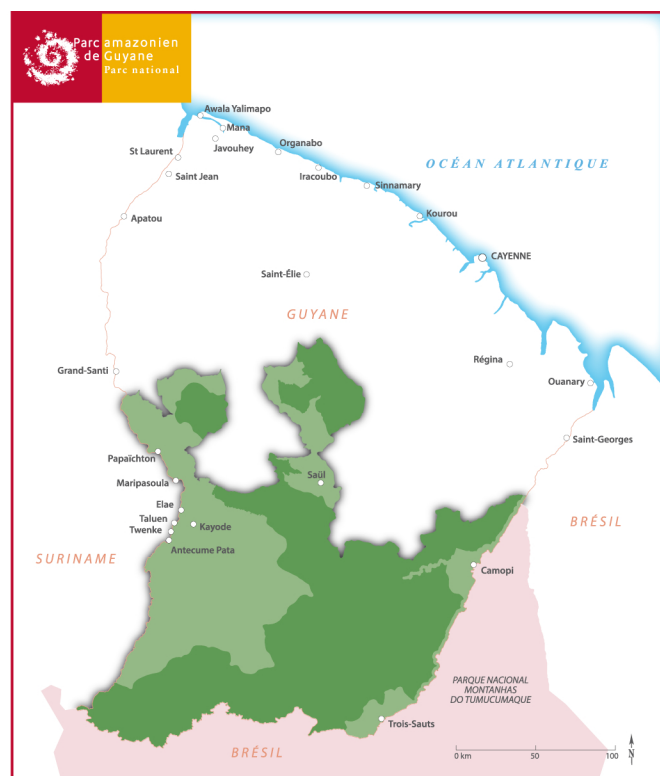 Parc amazonien
de Guyane
Parc national
Awala Yalimapo
Mana
Javouhey
Organabo
St Laurent
Saint Jean
Iracoubo
Sinnamary
OCÉAN ATLANTIQUE
Apatou
Kourou
CAYENNE
Saint-Élie
GUYANE
Grand-Santi
Régina
Ouanary
Saint-Georges
Papaïchton
Maripasoula
Saül
Elae
Taluen
Twenke
Kayode
Antecume Pata
BRÉSIL
SURINAME
Camopi
PARQUE NACIONAL
MONTANHAS
DO TUMUCUMAQUE
Trois-Sauts
BRÉSIL
0 km 50 100
N